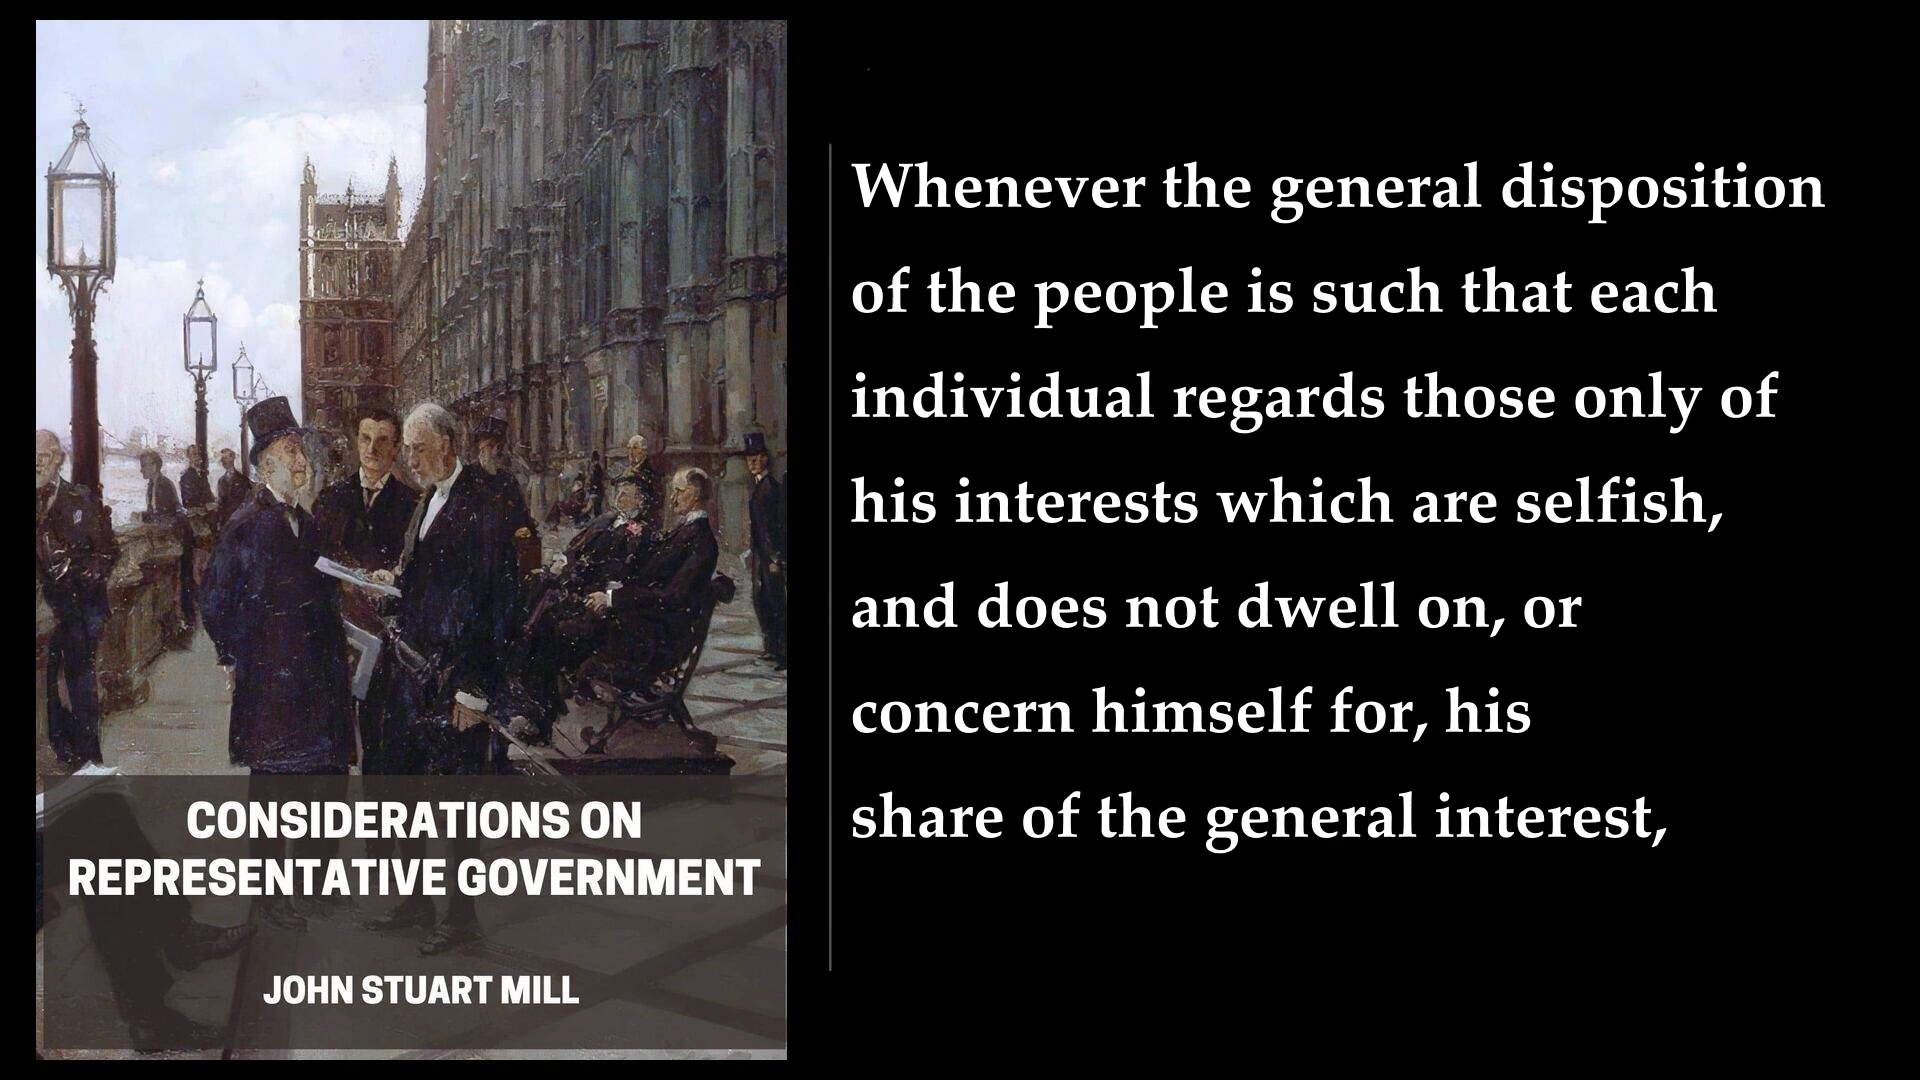 CONSIDERATIONS ON
REPRESENTATIVE GOVERNMENT
JOHN STUART MILL
Whenever the general disposition
of the people is such that each
individual regards those only of
his interests which are selfish,
and does not dwell on, or
concern himself for, his
share of the general interest,